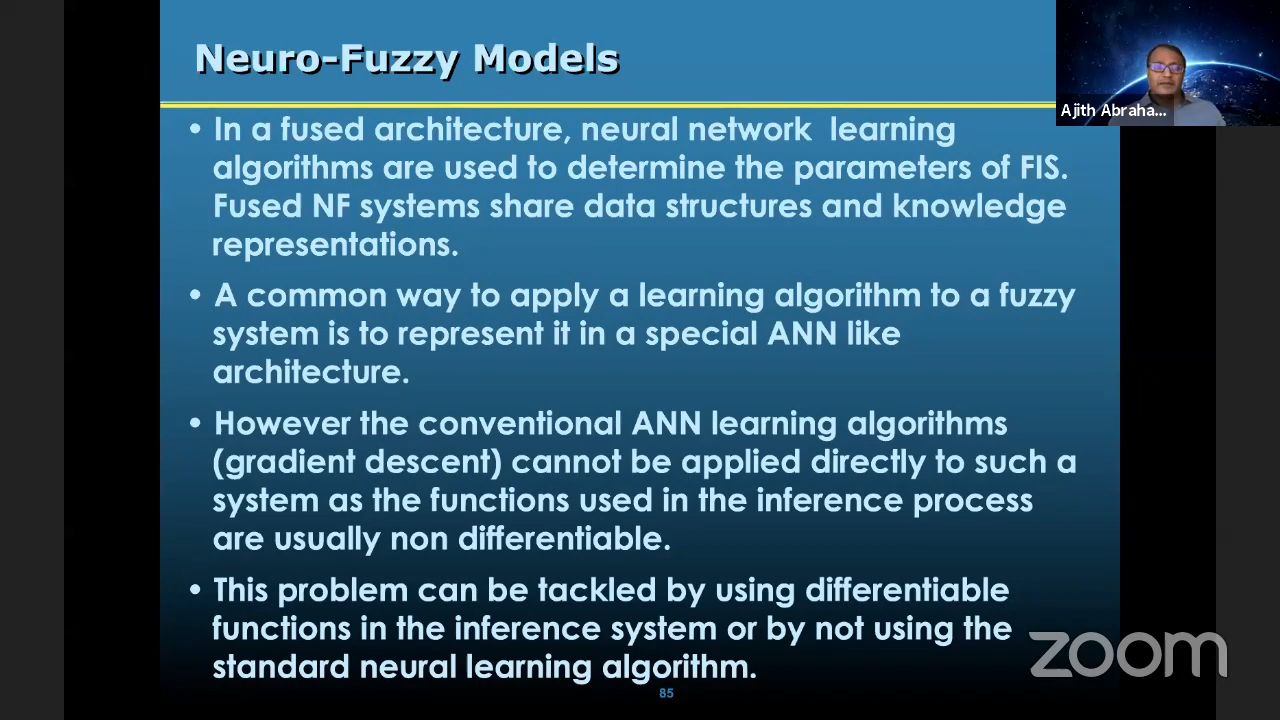 Neuro-Fuzzy Models
Ajith Abraha...
• In a fused architecture, neural network learning
algorithms are used to determine the parameters of FIS.
Fused NF systems share data structures and knowledge
representations.
• A common way to apply a learning algorithm to a fuzzy
system is to represent it in a special ANN like
architecture.
• However the conventional ANN learning algorithms
(gradient descent) cannot be applied directly to such a
system as the functions used in the inference process
are usually non differentiable.
• This problem can be tackled by using differentiable
functions in the inference system or by not using the
standard neural learning algorithm.
zoom
85